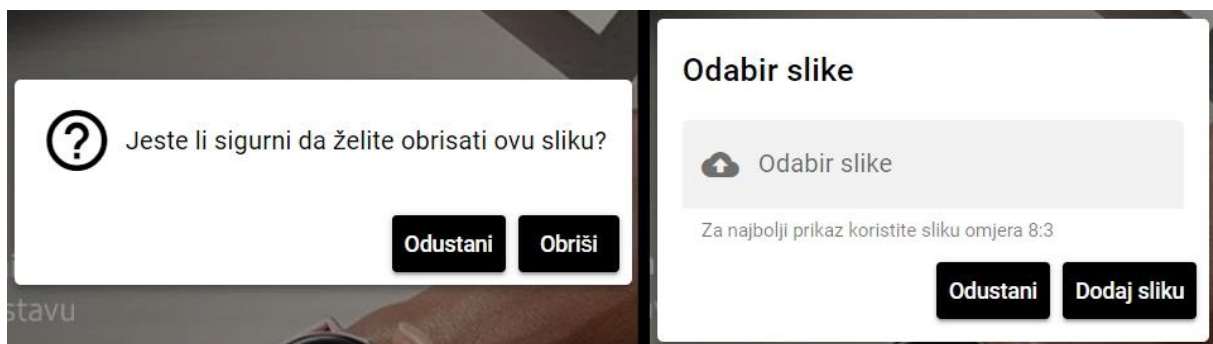 Jeste li sigurni da želite obrisati ovu sliku?
Odustani
Obriši
stavu
Odabir slike
Odabir slike
Za najbolji prikaz koristite sliku omjera 8:3
Odustani
Dodaj sliku